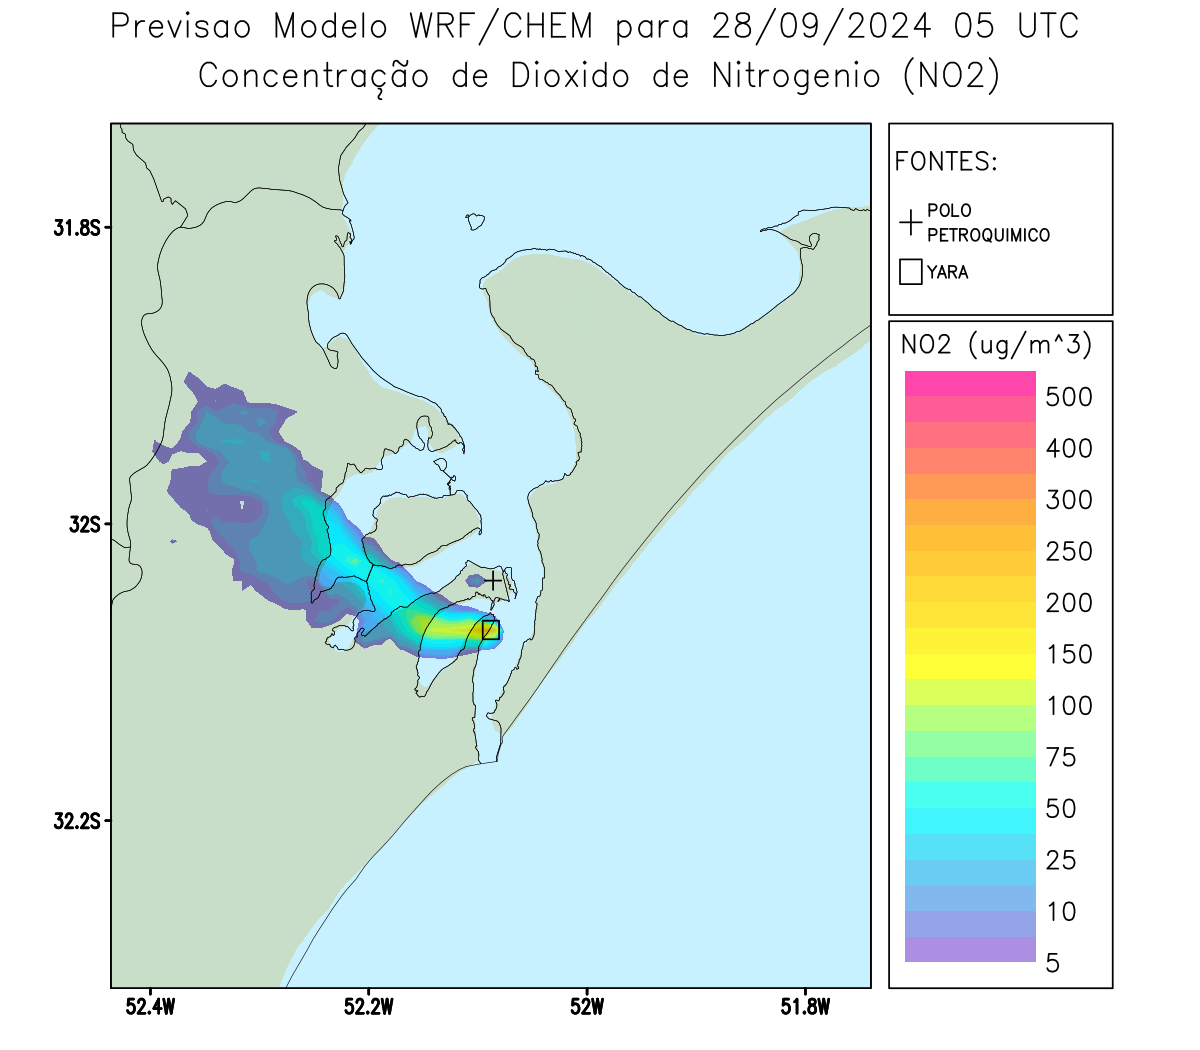 Previsao Modelo WRF/CHEM para 28/09/2024 05 UTC
Concentração de Dioxido de Nitrogenio (NO2)
FONTES:
POLO
PETROQUIMICO
YARA
NO2 (ug/m^3)
500
400
300
250
200
150
100
75
50
25
10
5
31.8S
32S
32.2S
52.4W
52.2W
52W
51.8W